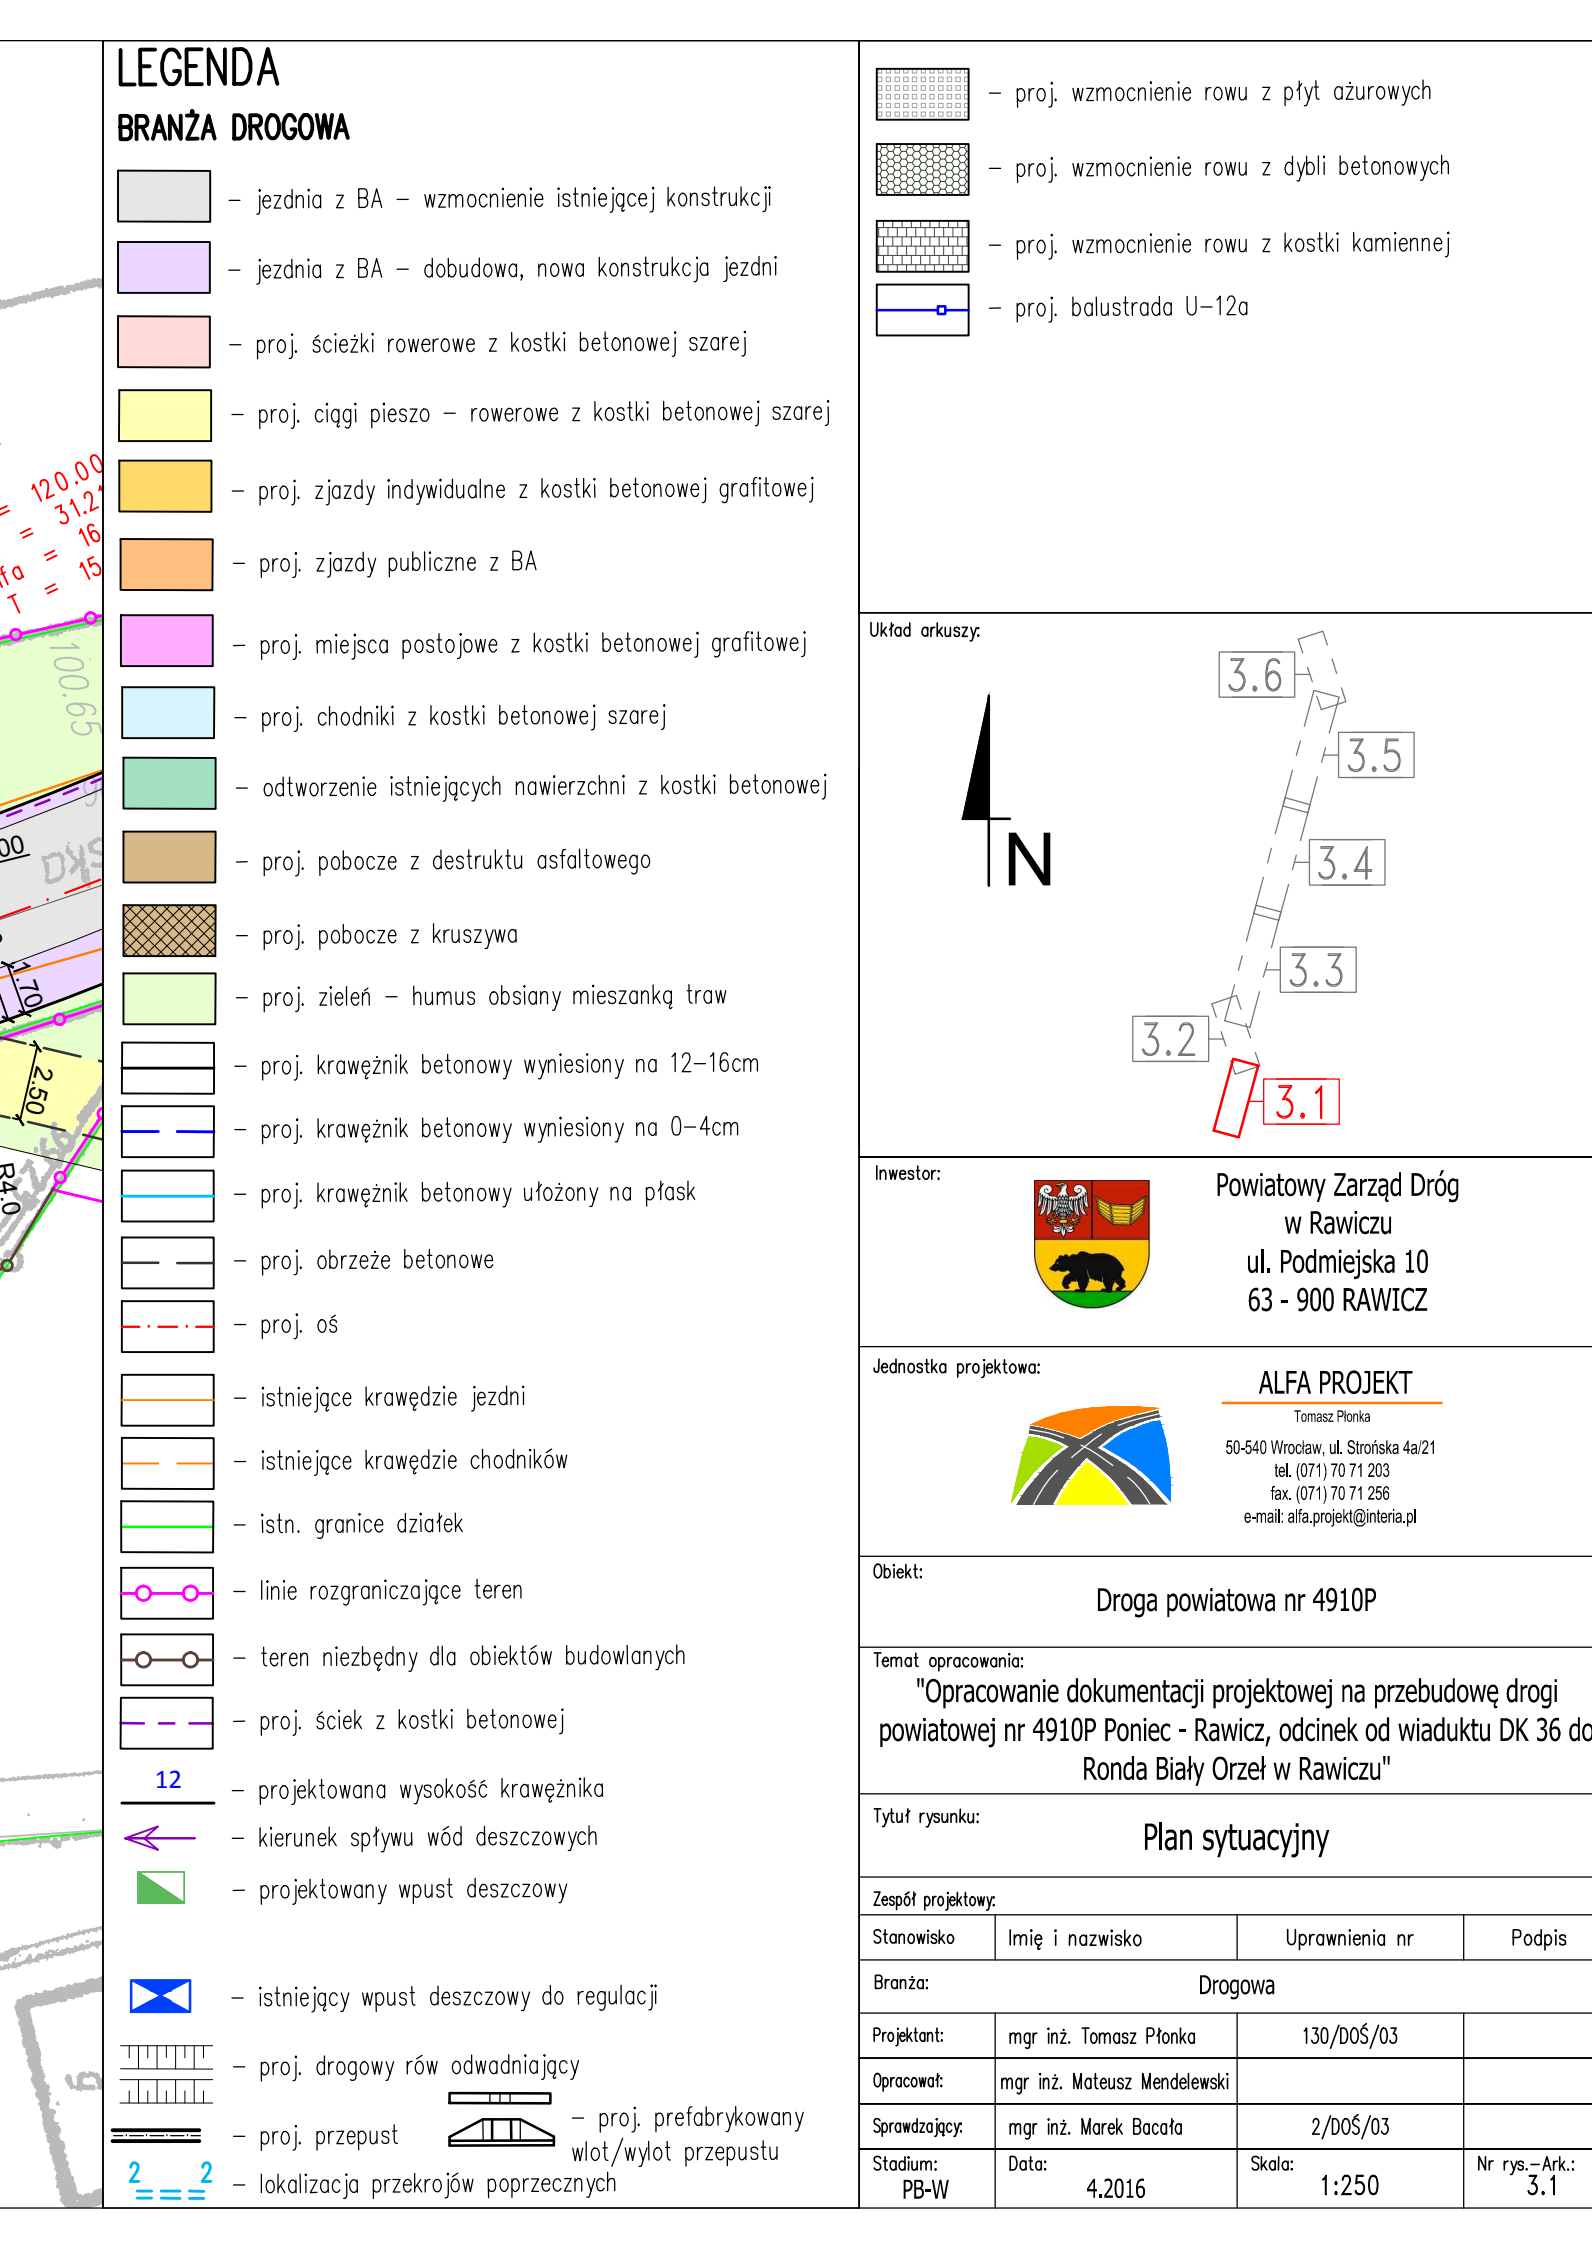 LEGENDA
BRANŻA DROGOWA
– jezdnia z BA – wzmocnienie istniejącej konstrukcji
– jezdnia z BA – dobudowa, nowa konstrukcja jezdni
– proj. ścieżki rowerowe z kostki betonowej szarej
– proj. ciągi pieszo – rowerowe z kostki betonowej szarej
– proj. zjazdy indywidualne z kostki betonowej grafitowej
– proj. zjazdy publiczne z BA
– proj. miejsca postojowe z kostki betonowej grafitowej
– proj. chodniki z kostki betonowej szarej
– odtworzenie istniejących nawierzchni z kostki betonowej
– proj. pobocze z destruktu asfaltowego
– proj. pobocze z kruszywa
– proj. zieleń – humus obsiany mieszanką traw
– proj. krawężnik betonowy wyniesiony na 12–16cm
– proj. krawężnik betonowy wyniesiony na 0–4cm
– proj. krawężnik betonowy ułożony na płask
– proj. obrzeże betonowe
– proj. oś
– istniejące krawędzie jezdni
– istniejące krawędzie chodników
– istn. granice działek
– linie rozgraniczające teren
– teren niezbędny dla obiektów budowlanych
– proj. ściek z kostki betonowej
12 – projektowana wysokość krawężnika
– kierunek spływu wód deszczowych
– projektowany wpust deszczowy
– istniejący wpust deszczowy do regulacji
– proj. drogowy rów odwadniający
– proj. przepust
– proj. prefabrykowany
wlot/wylot przepustu
2 2 – lokalizacja przekrojów poprzecznych
= 120.00
= 31.2
fa = 16
T = 15
100.65
00
1.70
2.50
R4.0
– proj. wzmocnienie rowu z płyt ażurowych
– proj. wzmocnienie rowu z dybli betonowych
– proj. wzmocnienie rowu z kostki kamiennej
– proj. balustrada U–12a
Układ arkuszy:
3.6
3.5
3.4
3.3
3.2
3.1
N
Inwestor:
Powiatowy Zarząd Dróg
w Rawiczu
ul. Podmiejska 10
63 - 900 RAWICZ
Jednostka projektowa:
ALFA PROJEKT
Tomasz Płonka
50-540 Wrocław, ul. Strońska 4a/21
tel. (071) 70 71 203
fax. (071) 70 71 256
e-mail: alfa.projekt@interia.pl
Obiekt:
Droga powiatowa nr 4910P
Temat opracowania:
"Opracowanie dokumentacji projektowej na przebudowę drogi
powiatowej nr 4910P Poniec - Rawicz, odcinek od wiaduktu DK 36 do
Ronda Biały Orzeł w Rawiczu"
Tytuł rysunku:
Plan sytuacyjny
Zespół projektowy:
Stanowisko Imię i nazwisko Uprawnienia nr Podpis
Branża: Drogowa
Projektant: mgr inż. Tomasz Płonka 130/DOŚ/03
Opracował: mgr inż. Mateusz Mendelewski
Sprawdzający: mgr inż. Marek Bacała 2/DOŚ/03
Stadium: Data: Skala: Nr rys.–Ark.:
PB-W 4.2016 1:250 3.1